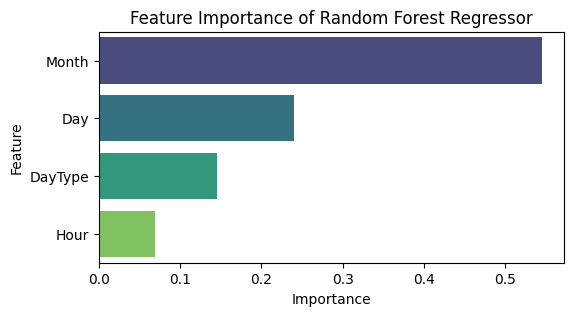 Feature Importance of Random Forest Regressor
Feature
Month
Day
DayType
Hour
0.0 0.1 0.2 0.3 0.4 0.5
Importance